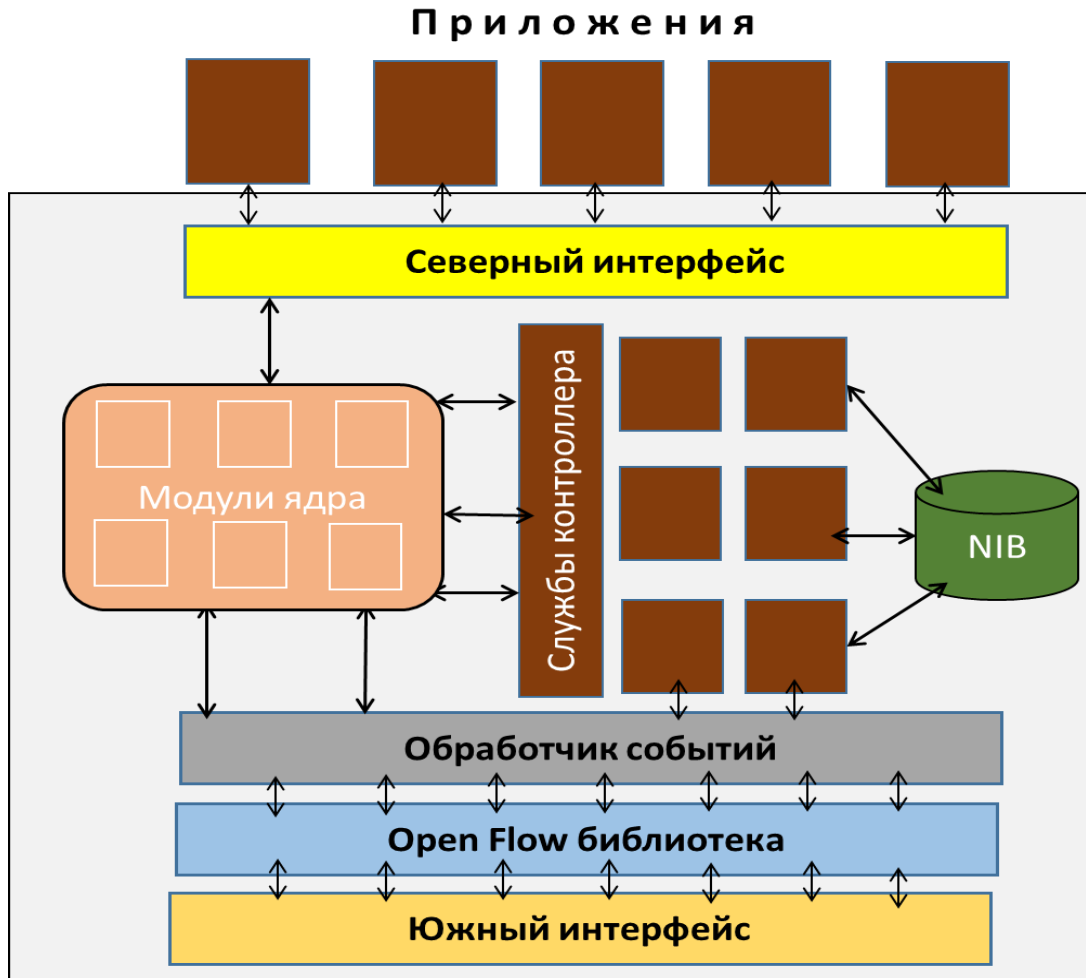 Приложения
Северный интерфейс
Модули ядра
Службы контроллера
NIB
Обработчик событий
Open Flow библиотека
Южный интерфейс